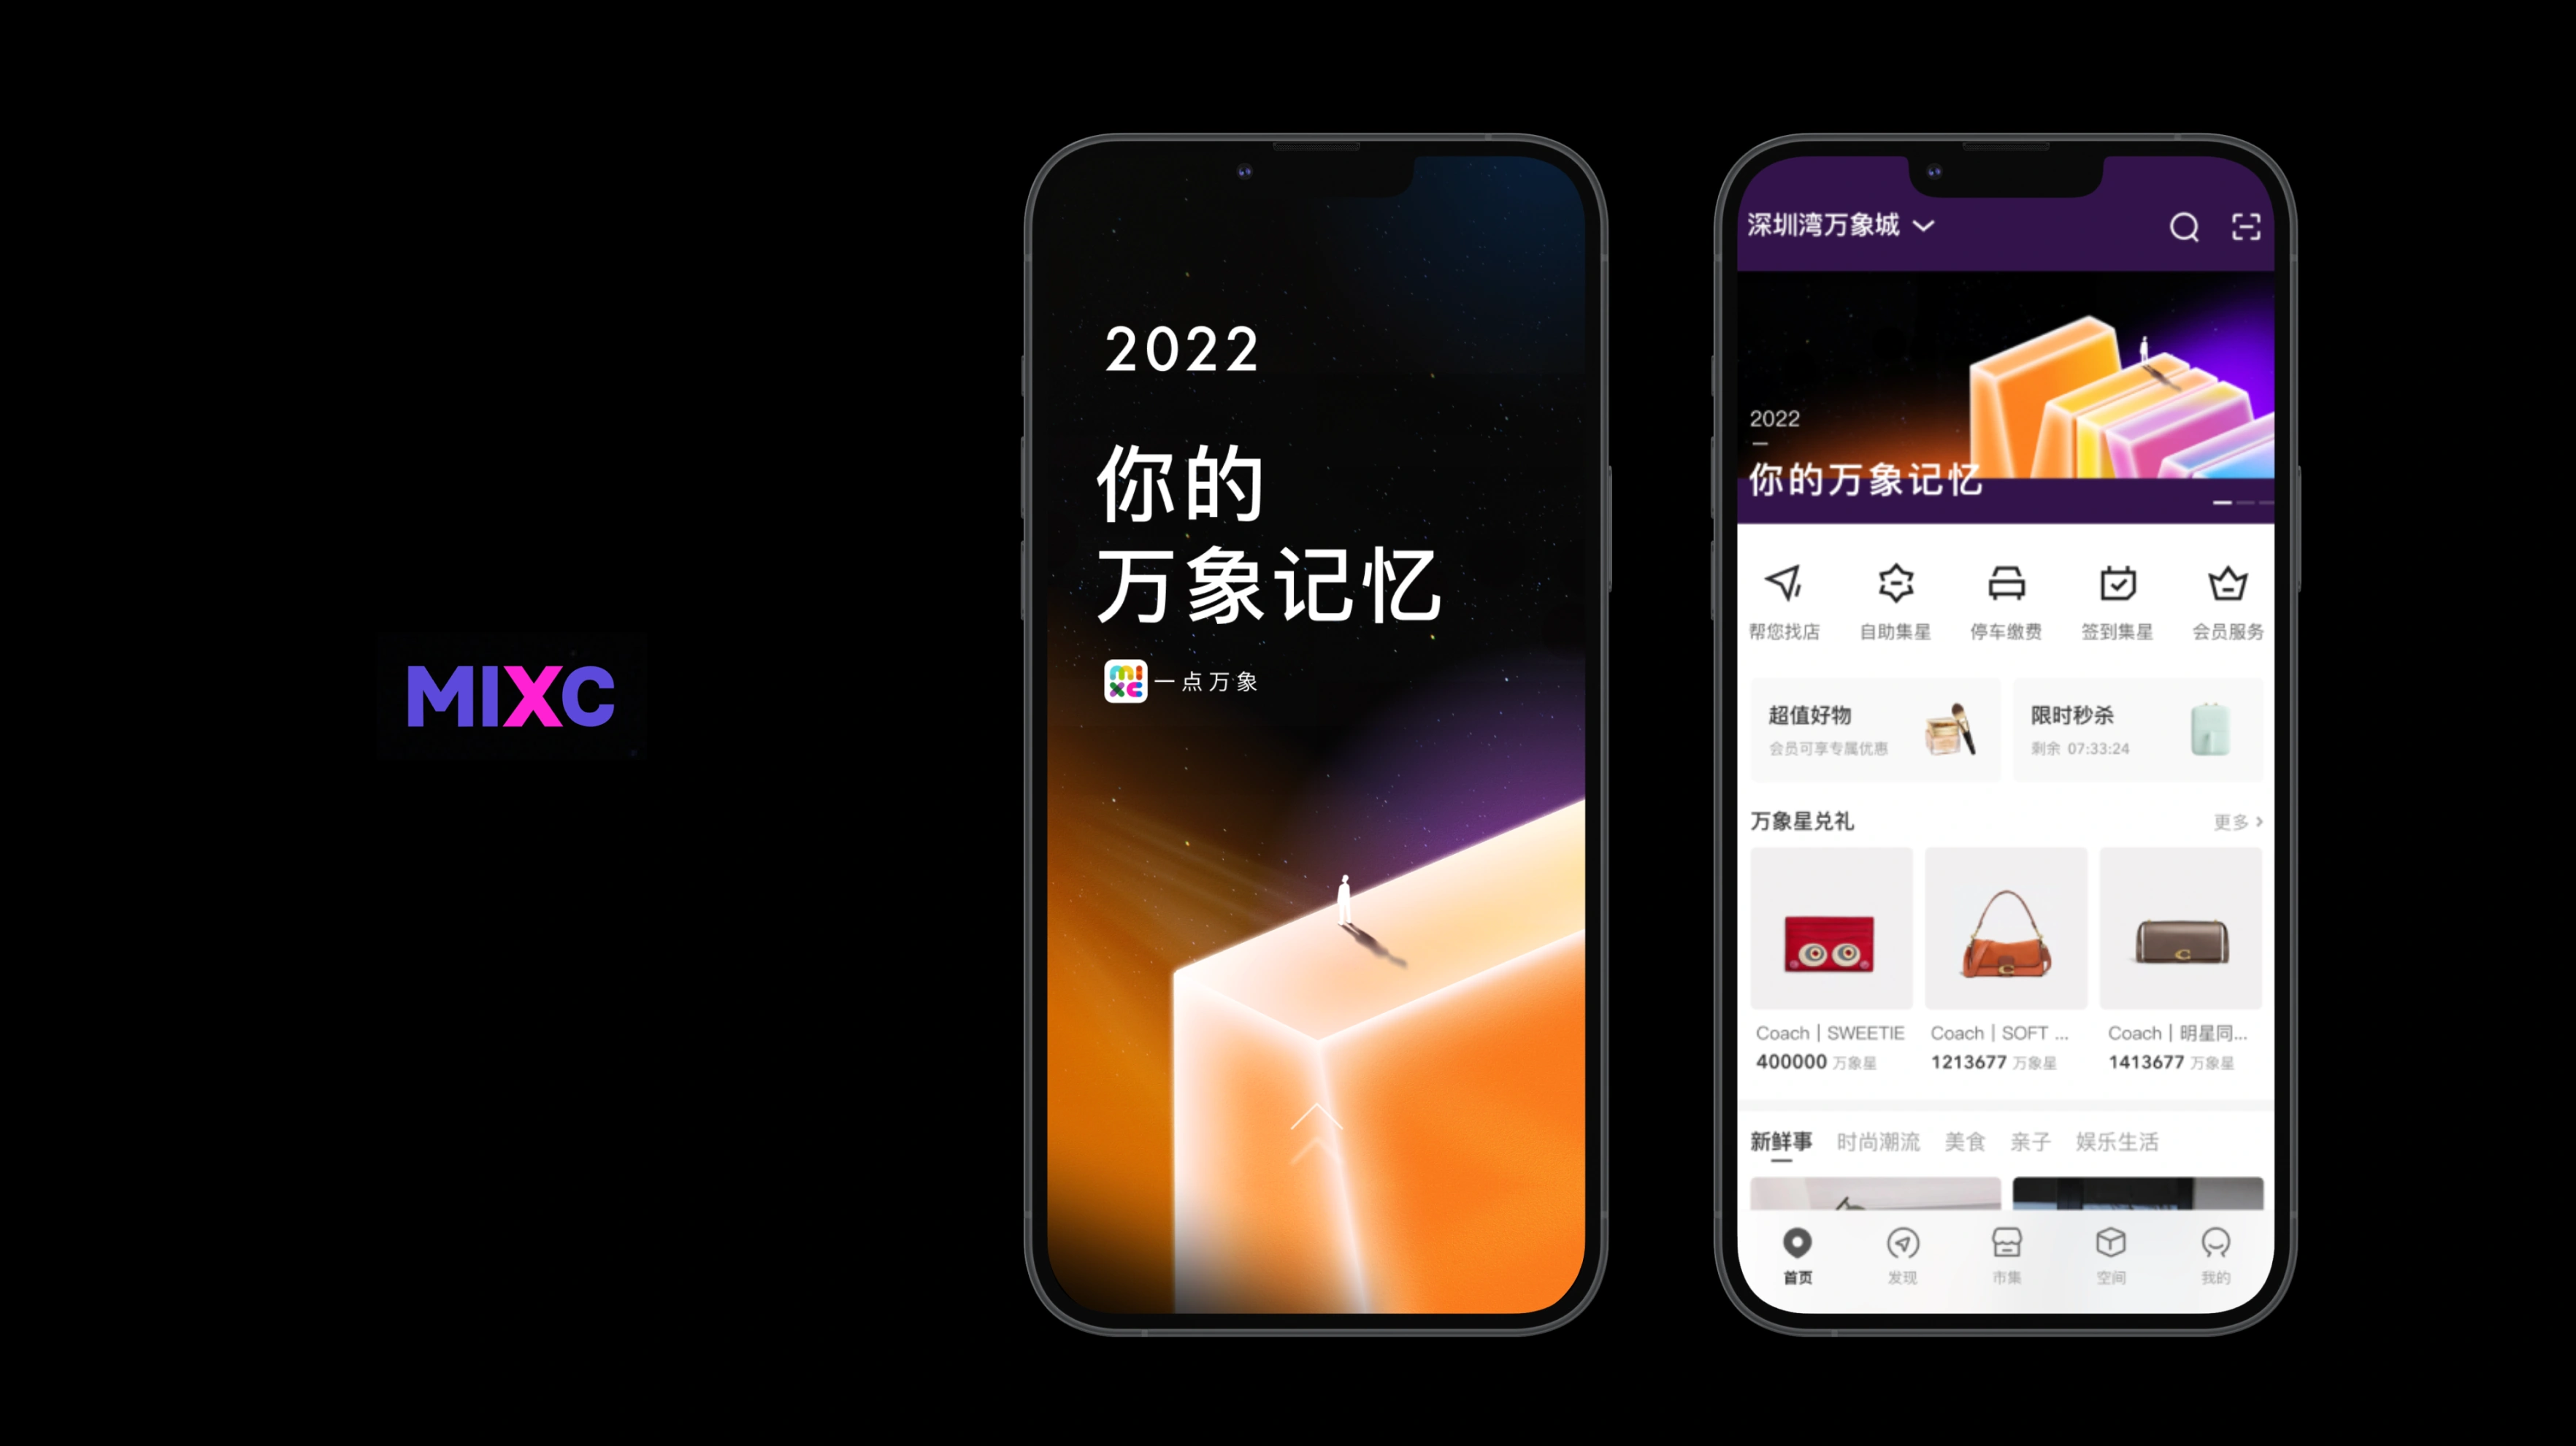 MIXC
2022
你的
万象记忆
mixc
一点万象
深圳湾万象城
2022
你的万象记忆
帮您找店 自助集星 停车缴费 签到集星 会员服务
超值好物
会员可享专属优惠
限时秒杀
剩余 07:33:24
万象星兑礼 更多
Coach | SWEETIE
400000 万象星
Coach | SOFT ...
1213677 万象星
Coach | 明星同...
1413677 万象星
新鲜事 时尚潮流 美食 亲子 娱乐生活
首页 发现 市集 空间 我的